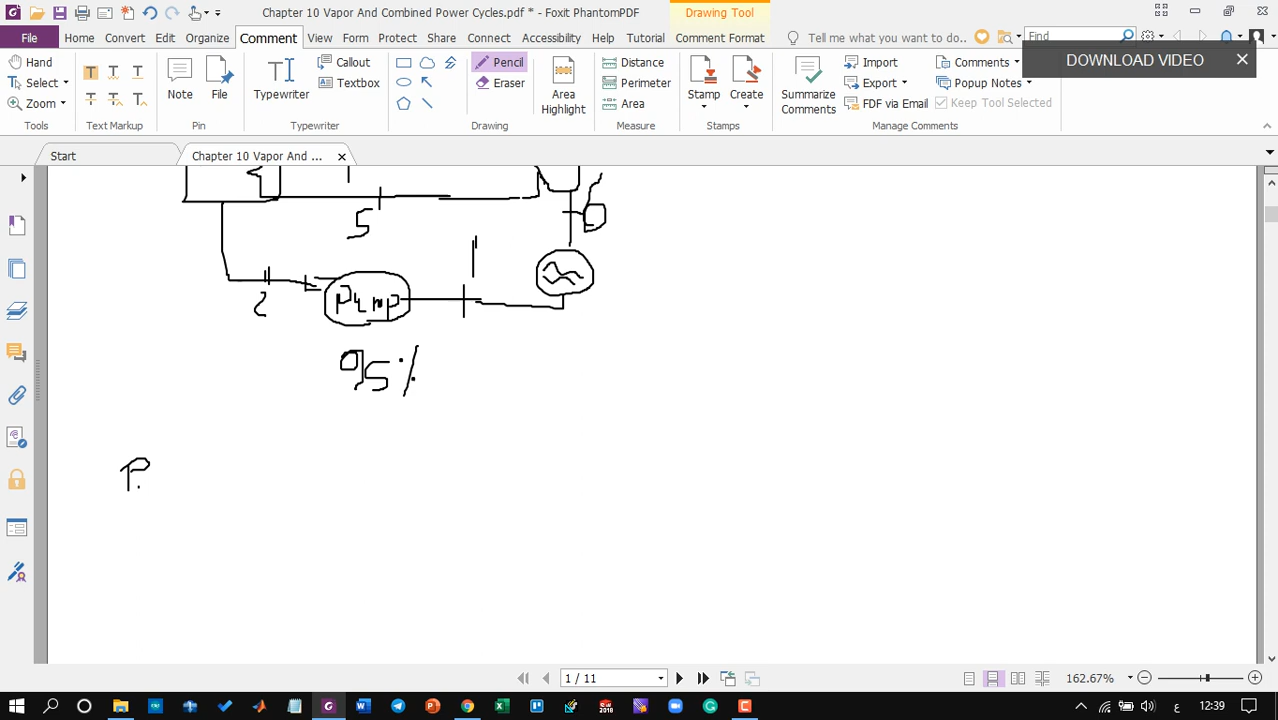 Chapter 10 Vapor And Combined Power Cycles.pdf * - Foxit PhantomPDF
Drawing Tool
File Home Convert Edit Organize Comment View Form Protect Share Connect Accessibility Help Tutorial Comment Format Tell me what you want to do... Find
DOWNLOAD VIDEO
Hand Callout Pencil Distance Import Comments
Select Note File Typewriter Textbox Eraser Area Highlight Perimeter Stamp Create Summarize Comments Export Popup Notes
Zoom Area FDF via Email Keep Tool Selected
Tools Text Markup Pin Typewriter Drawing Measure Stamps Manage Comments
Start Chapter 10 Vapor And ...
5 6
1
2 Pump
95%
P
1 / 11 162.67%
12:39